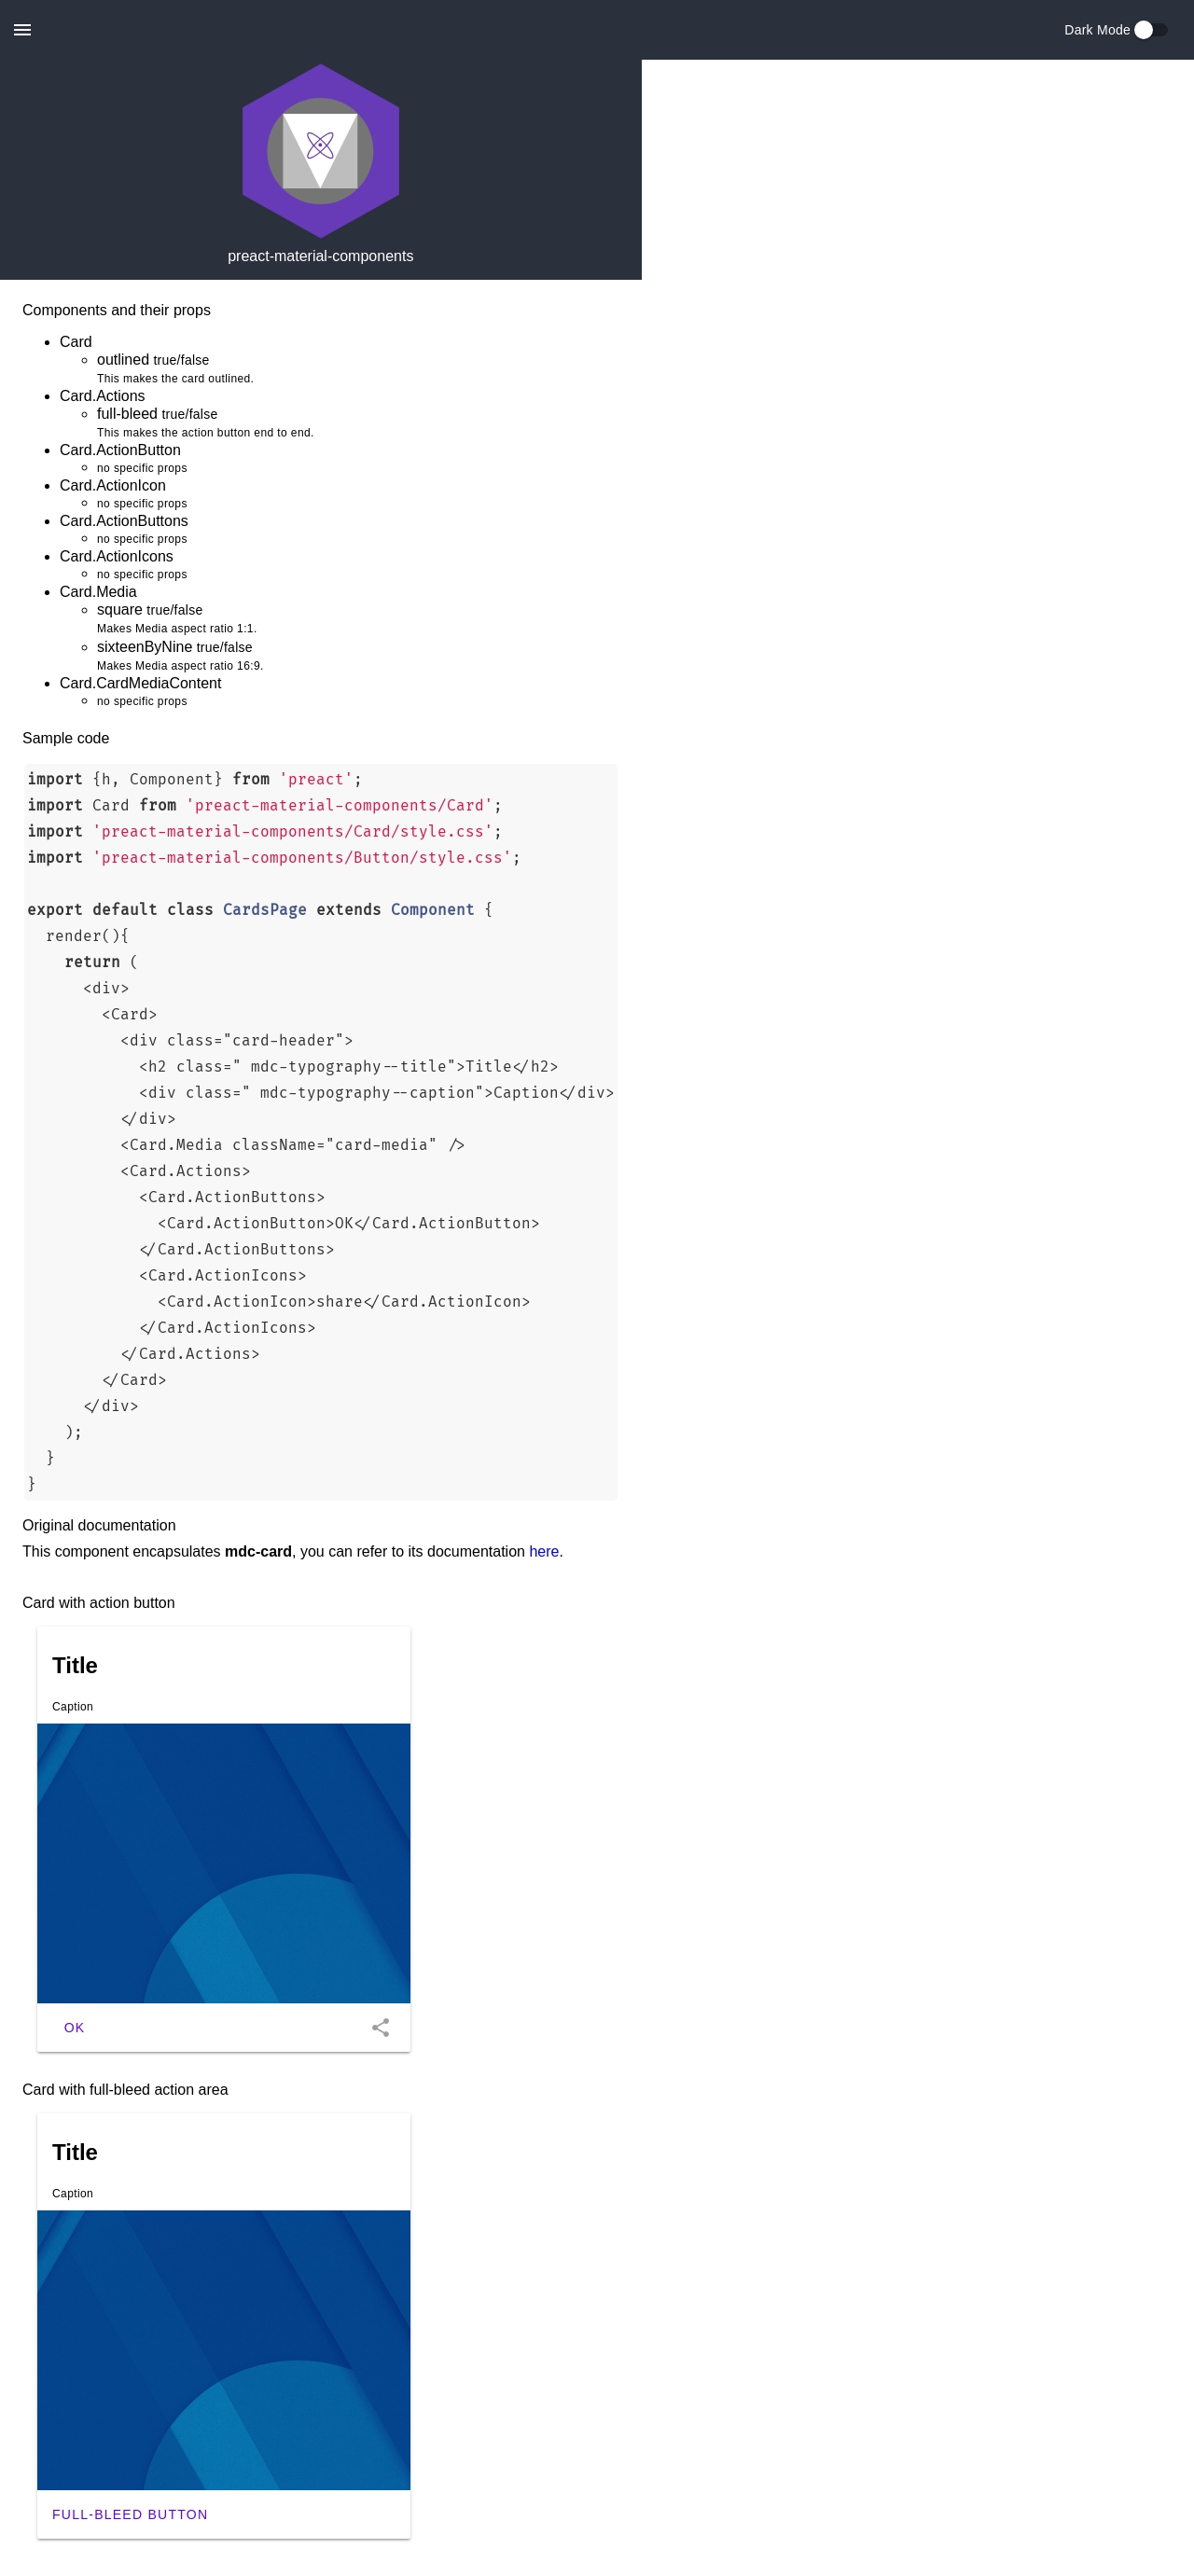 Dark Mode
preact-material-components
Components and their props
Card
outlined true/false
This makes the card outlined.
Card.Actions
full-bleed true/false
This makes the action button end to end.
Card.ActionButton
no specific props
Card.ActionIcon
no specific props
Card.ActionButtons
no specific props
Card.ActionIcons
no specific props
Card.Media
square true/false
Makes Media aspect ratio 1:1.
sixteenByNine true/false
Makes Media aspect ratio 16:9.
Card.CardMediaContent
no specific props
Sample code
import {h, Component} from 'preact';
import Card from 'preact-material-components/Card';
import 'preact-material-components/Card/style.css';
import 'preact-material-components/Button/style.css';
export default class CardsPage extends Component {
  render(){
    return (
      <div>
        <Card>
          <div class="card-header">
            <h2 class=" mdc-typography--title">Title</h2>
            <div class=" mdc-typography--caption">Caption</div>
          </div>
          <Card.Media className="card-media" />
          <Card.Actions>
            <Card.ActionButtons>
              <Card.ActionButton>OK</Card.ActionButton>
            </Card.ActionButtons>
            <Card.ActionIcons>
              <Card.ActionIcon>share</Card.ActionIcon>
            </Card.ActionIcons>
          </Card.Actions>
        </Card>
      </div>
    );
  }
}
Original documentation
This component encapsulates mdc-card, you can refer to its documentation here.
Card with action button
Title
Caption
OK
Card with full-bleed action area
Title
Caption
FULL-BLEED BUTTON